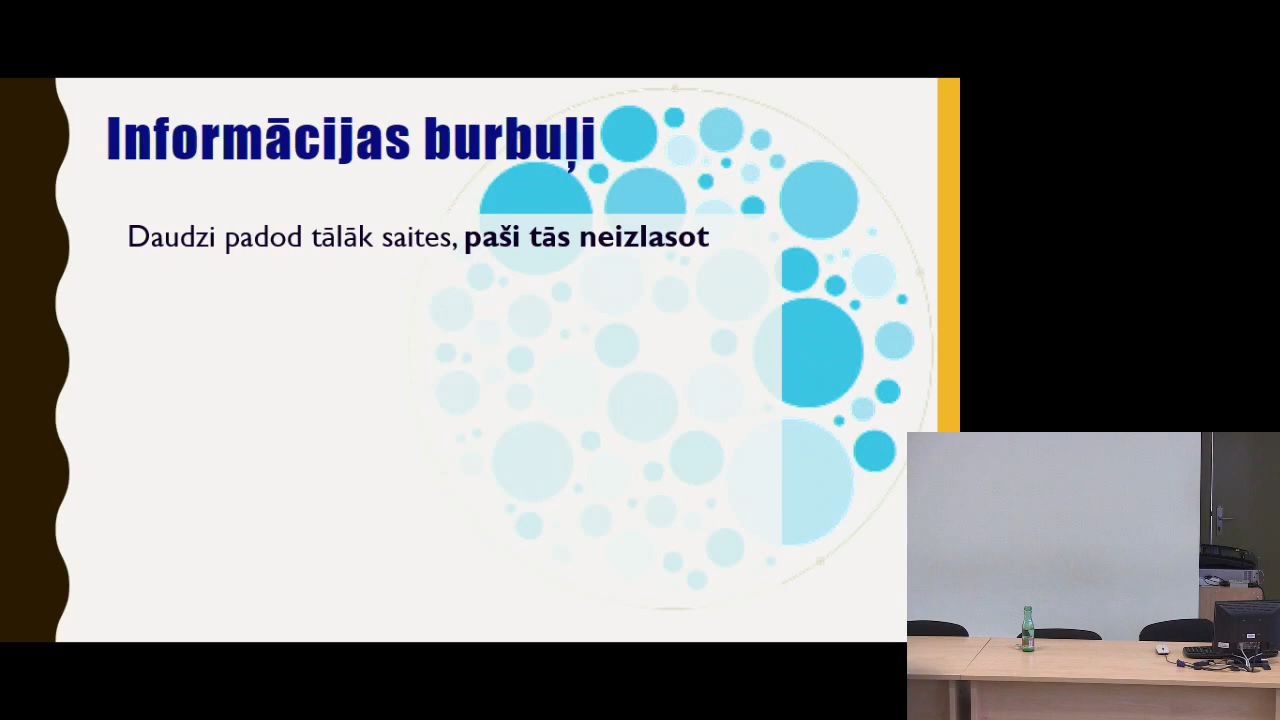 Informācijas burbuļi
Daudzi padod tālāk saites, paši tās neizlasot